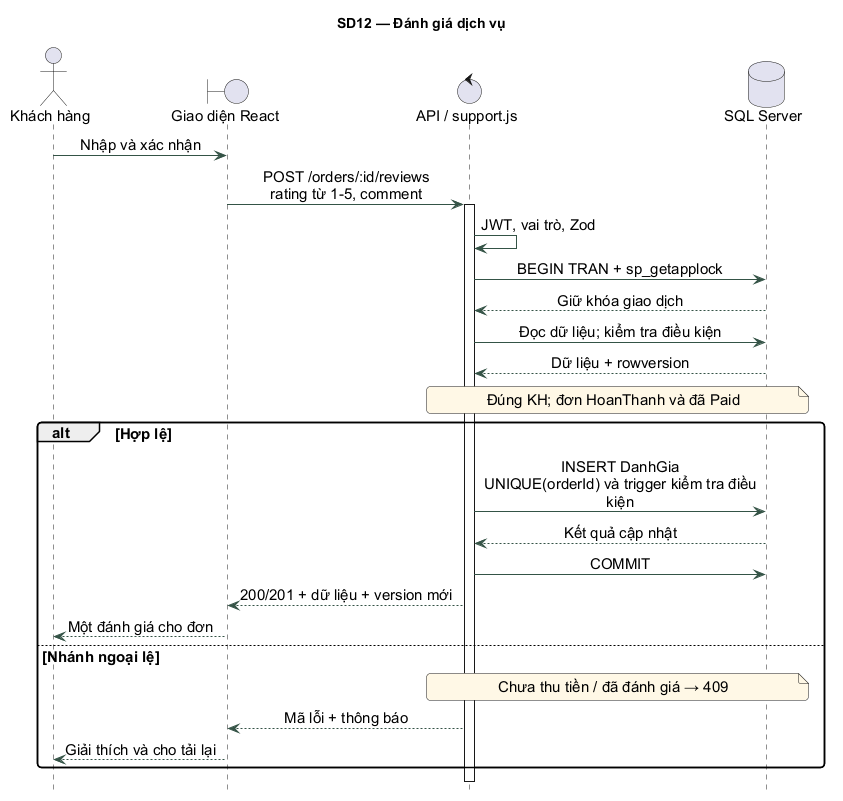 SD12 — Đánh giá dịch vụ
Khách hàng
Giao diện React
API / support.js
SQL Server
Nhập và xác nhận
POST /orders/:id/reviews
rating từ 1-5, comment
JWT, vai trò, Zod
BEGIN TRAN + sp_getapplock
Giữ khóa giao dịch
Đọc dữ liệu; kiểm tra điều kiện
Dữ liệu + rowversion
Đúng KH; đơn HoanThanh và đã Paid
alt
[Hợp lệ]
INSERT DanhGia
UNIQUE(orderId) và trigger kiểm tra điều
kiện
Kết quả cập nhật
COMMIT
200/201 + dữ liệu + version mới
Một đánh giá cho đơn
[Nhánh ngoại lệ]
Chưa thu tiền / đã đánh giá → 409
Mã lỗi + thông báo
Giải thích và cho tải lại